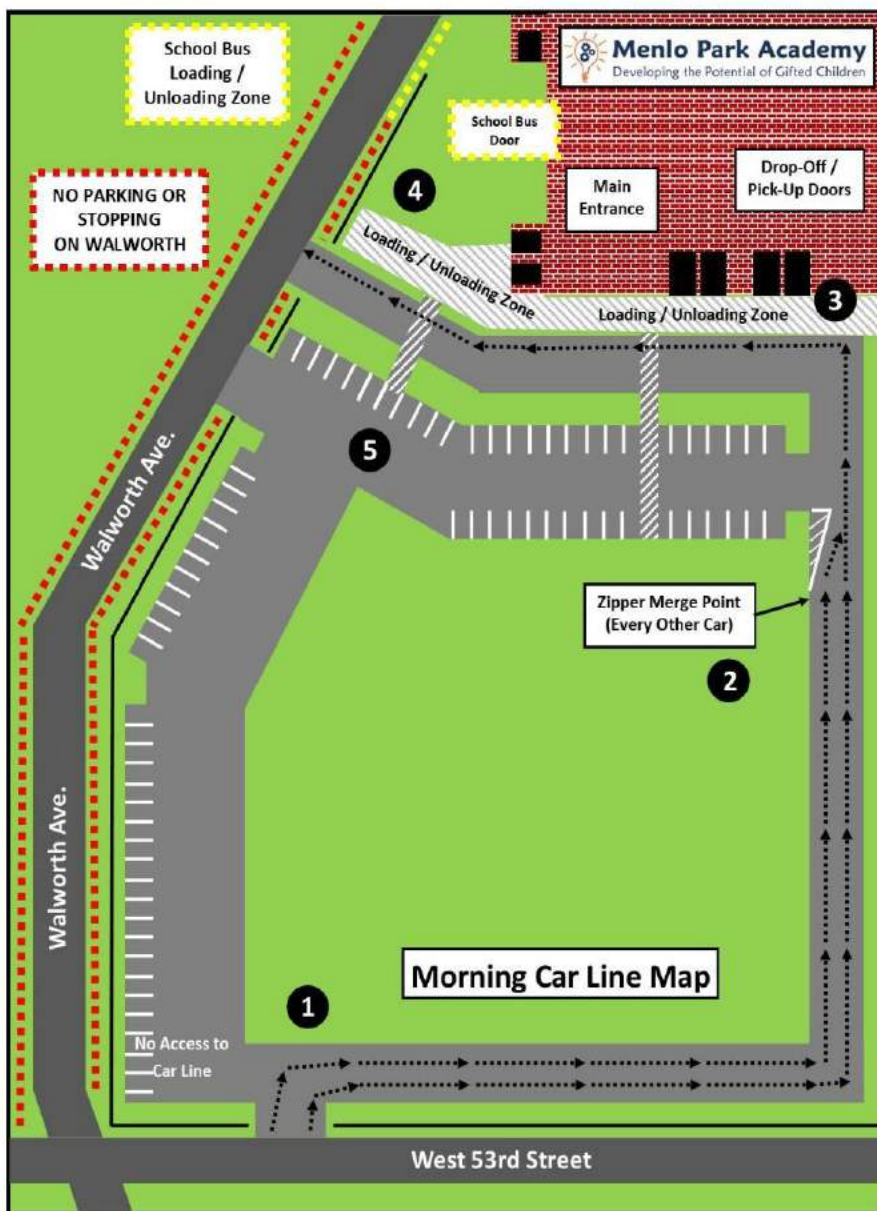 School Bus
Loading /
Unloading Zone
Menlo Park Academy
Developing the Potential of Gifted Children
School Bus
Door
NO PARKING OR
STOPPING
ON WALWORTH
4
Main
Entrance
Drop-Off /
Pick-Up Doors
Loading / Unloading Zone
3
Loading / Unloading Zone
Walworth Ave.
5
Zipper Merge Point
(Every Other Car)
2
Walworth Ave.
Morning Car Line Map
1
No Access to
Car Line
West 53rd Street